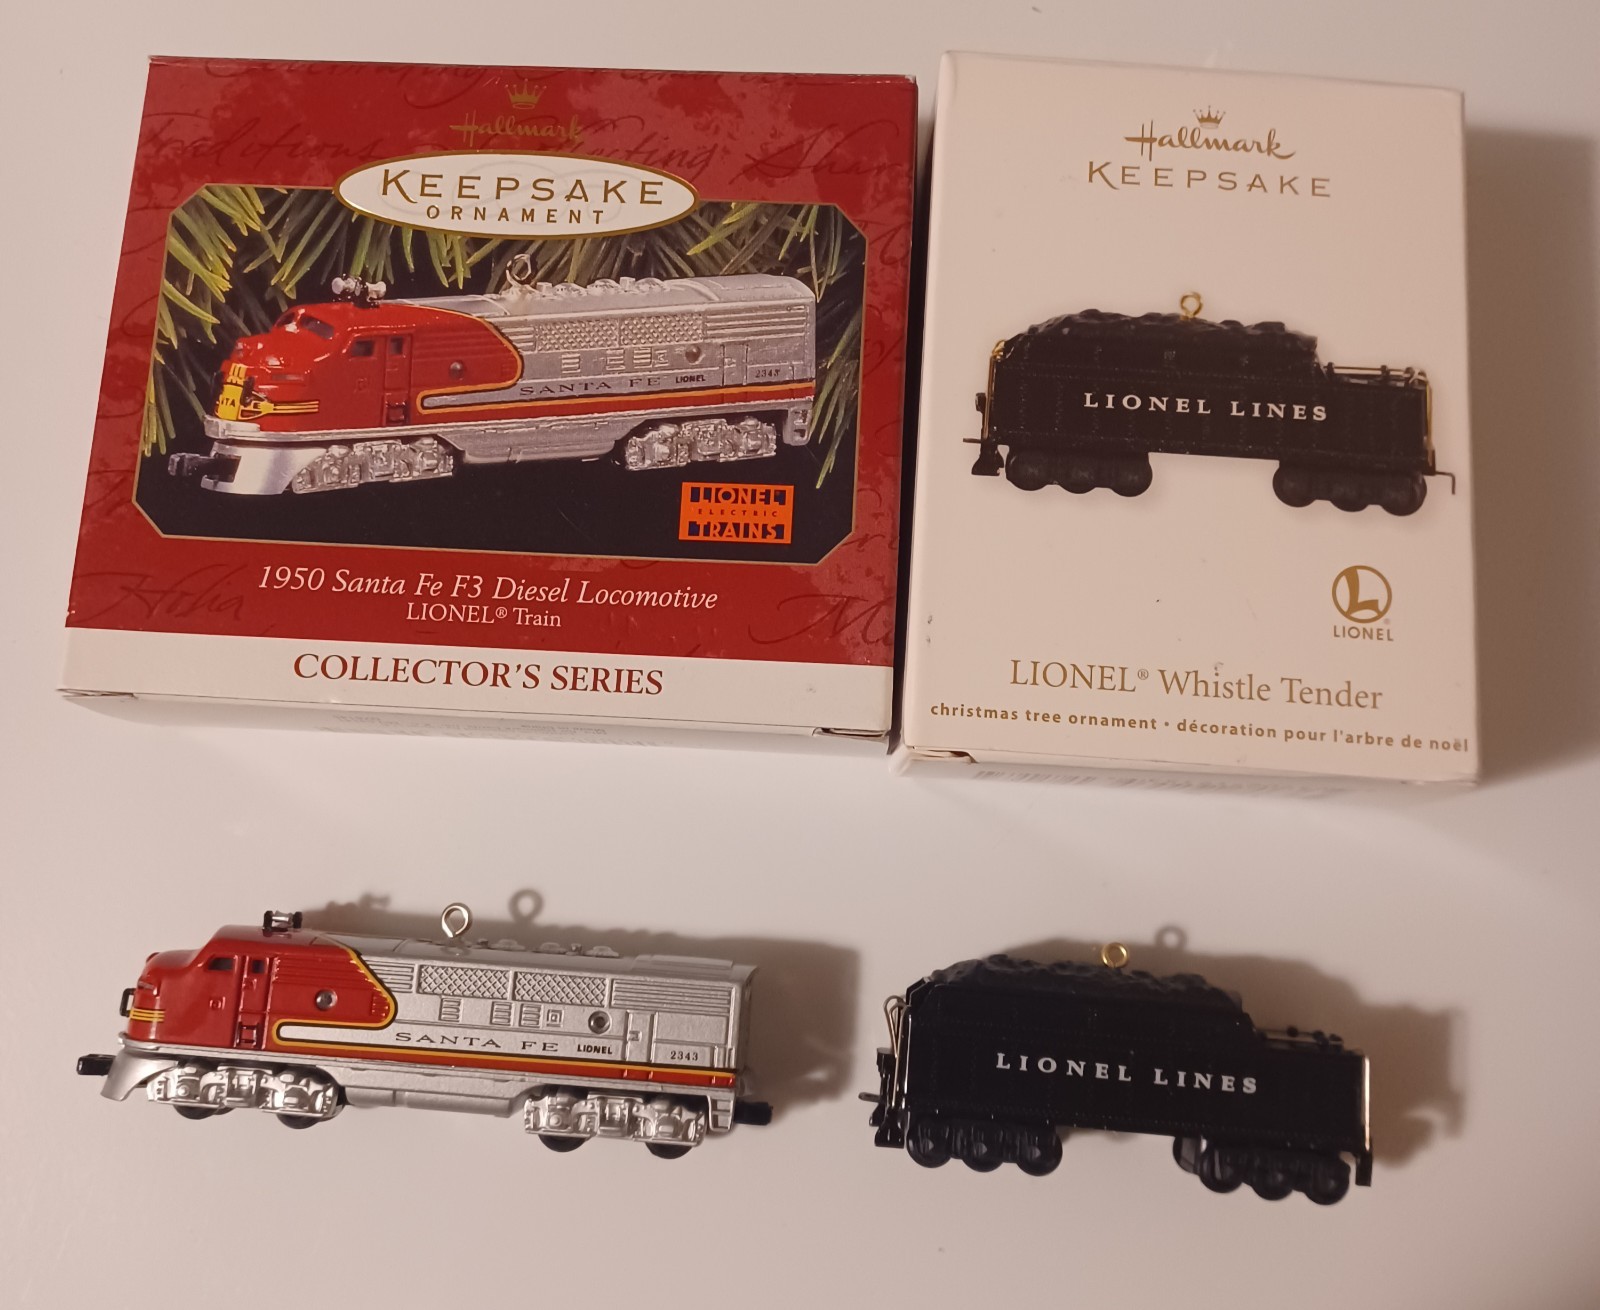 Hallmark
KEEPSAKE
ORNAMENT
SANTA FE LIONEL 2343
LIONEL
ELECTRIC
TRAINS
1950 Santa Fe F3 Diesel Locomotive
LIONEL® Train
COLLECTOR'S SERIES
Hallmark
KEEPSAKE
LIONEL LINES
L
LIONEL
LIONEL® Whistle Tender
christmas tree ornament • décoration pour l'arbre de noël
SANTA FE LIONEL 2343
LIONEL LINES